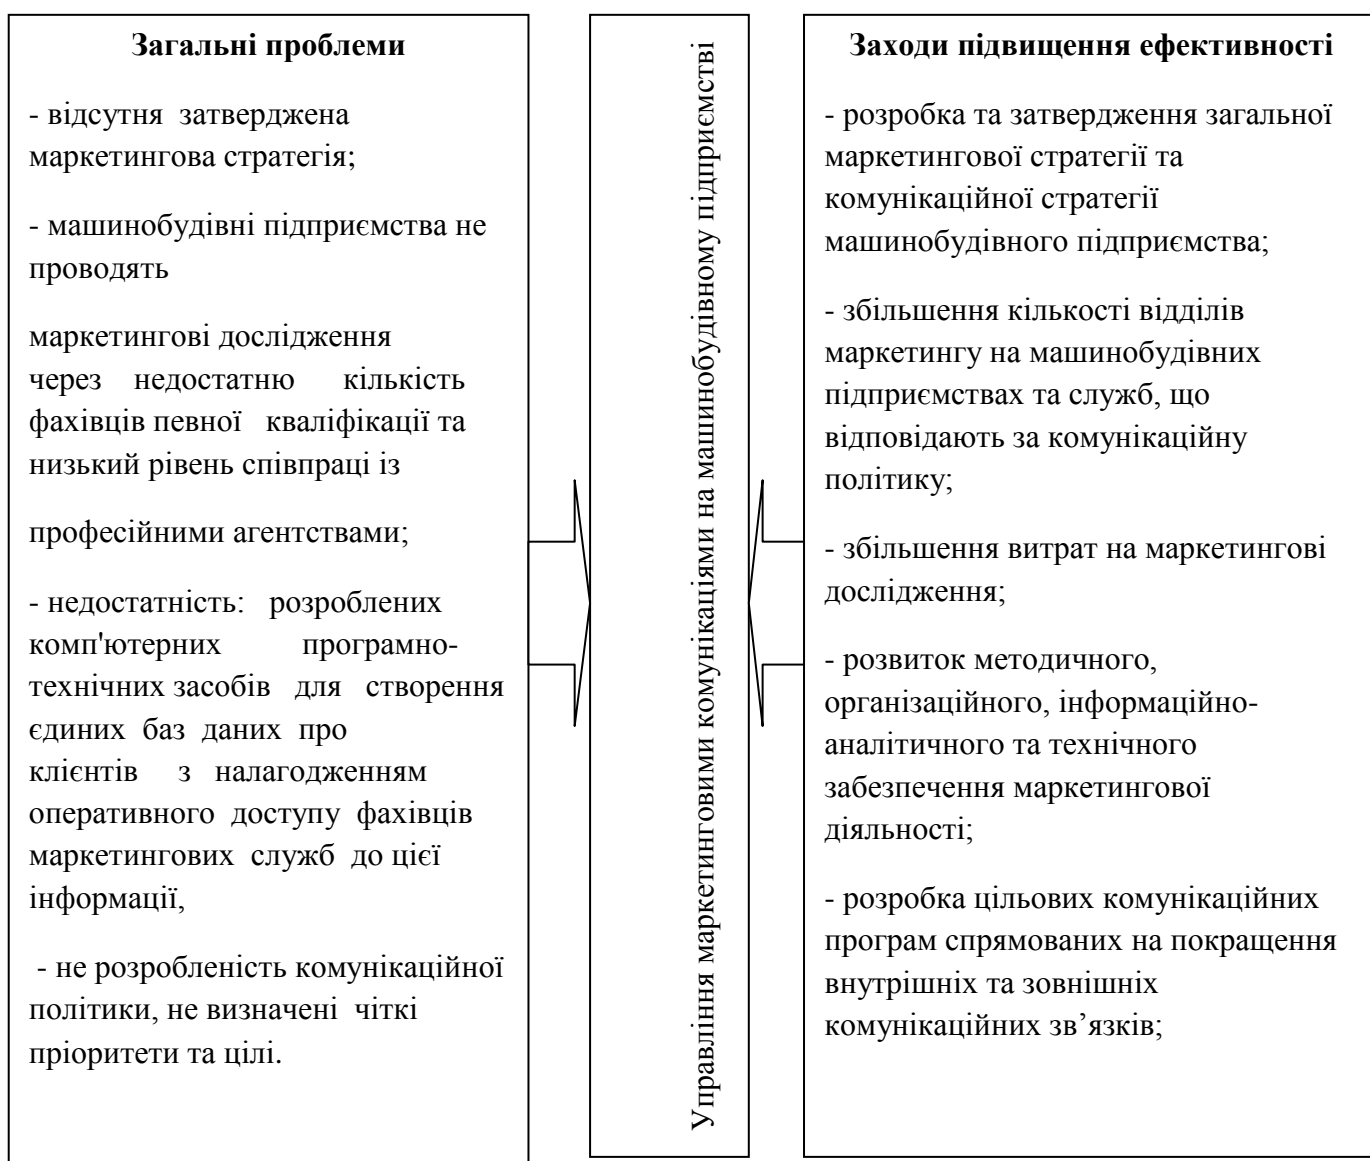 Загальні проблеми
- відсутня затверджена
маркетингова стратегія;
- машинобудівні підприємства не
проводять
маркетингові дослідження
через недостатню кількість
фахівців певної кваліфікації та
низький рівень співпраці із
професійними агентствами;
- недостатність: розроблених
комп'ютерних програмно-
технічних засобів для створення
єдиних баз даних про
клієнтів з налагодженням
оперативного доступу фахівців
маркетингових служб до цієї
інформації,
- не розробленість комунікаційної
політики, не визначені чіткі
пріоритети та цілі.
Управління маркетинговими комунікаціями на машинобудівному підприємстві
Заходи підвищення ефективності
- розробка та затвердження загальної
маркетингової стратегії та
комунікаційної стратегії
машинобудівного підприємства;
- збільшення кількості відділів
маркетингу на машинобудівних
підприємствах та служб, що
відповідають за комунікаційну
політику;
- збільшення витрат на маркетингові
дослідження;
- розвиток методичного,
організаційного, інформаційно-
аналітичного та технічного
забезпечення маркетингової
діяльності;
- розробка цільових комунікаційних
програм спрямованих на покращення
внутрішніх та зовнішніх
комунікаційних зв’язків;